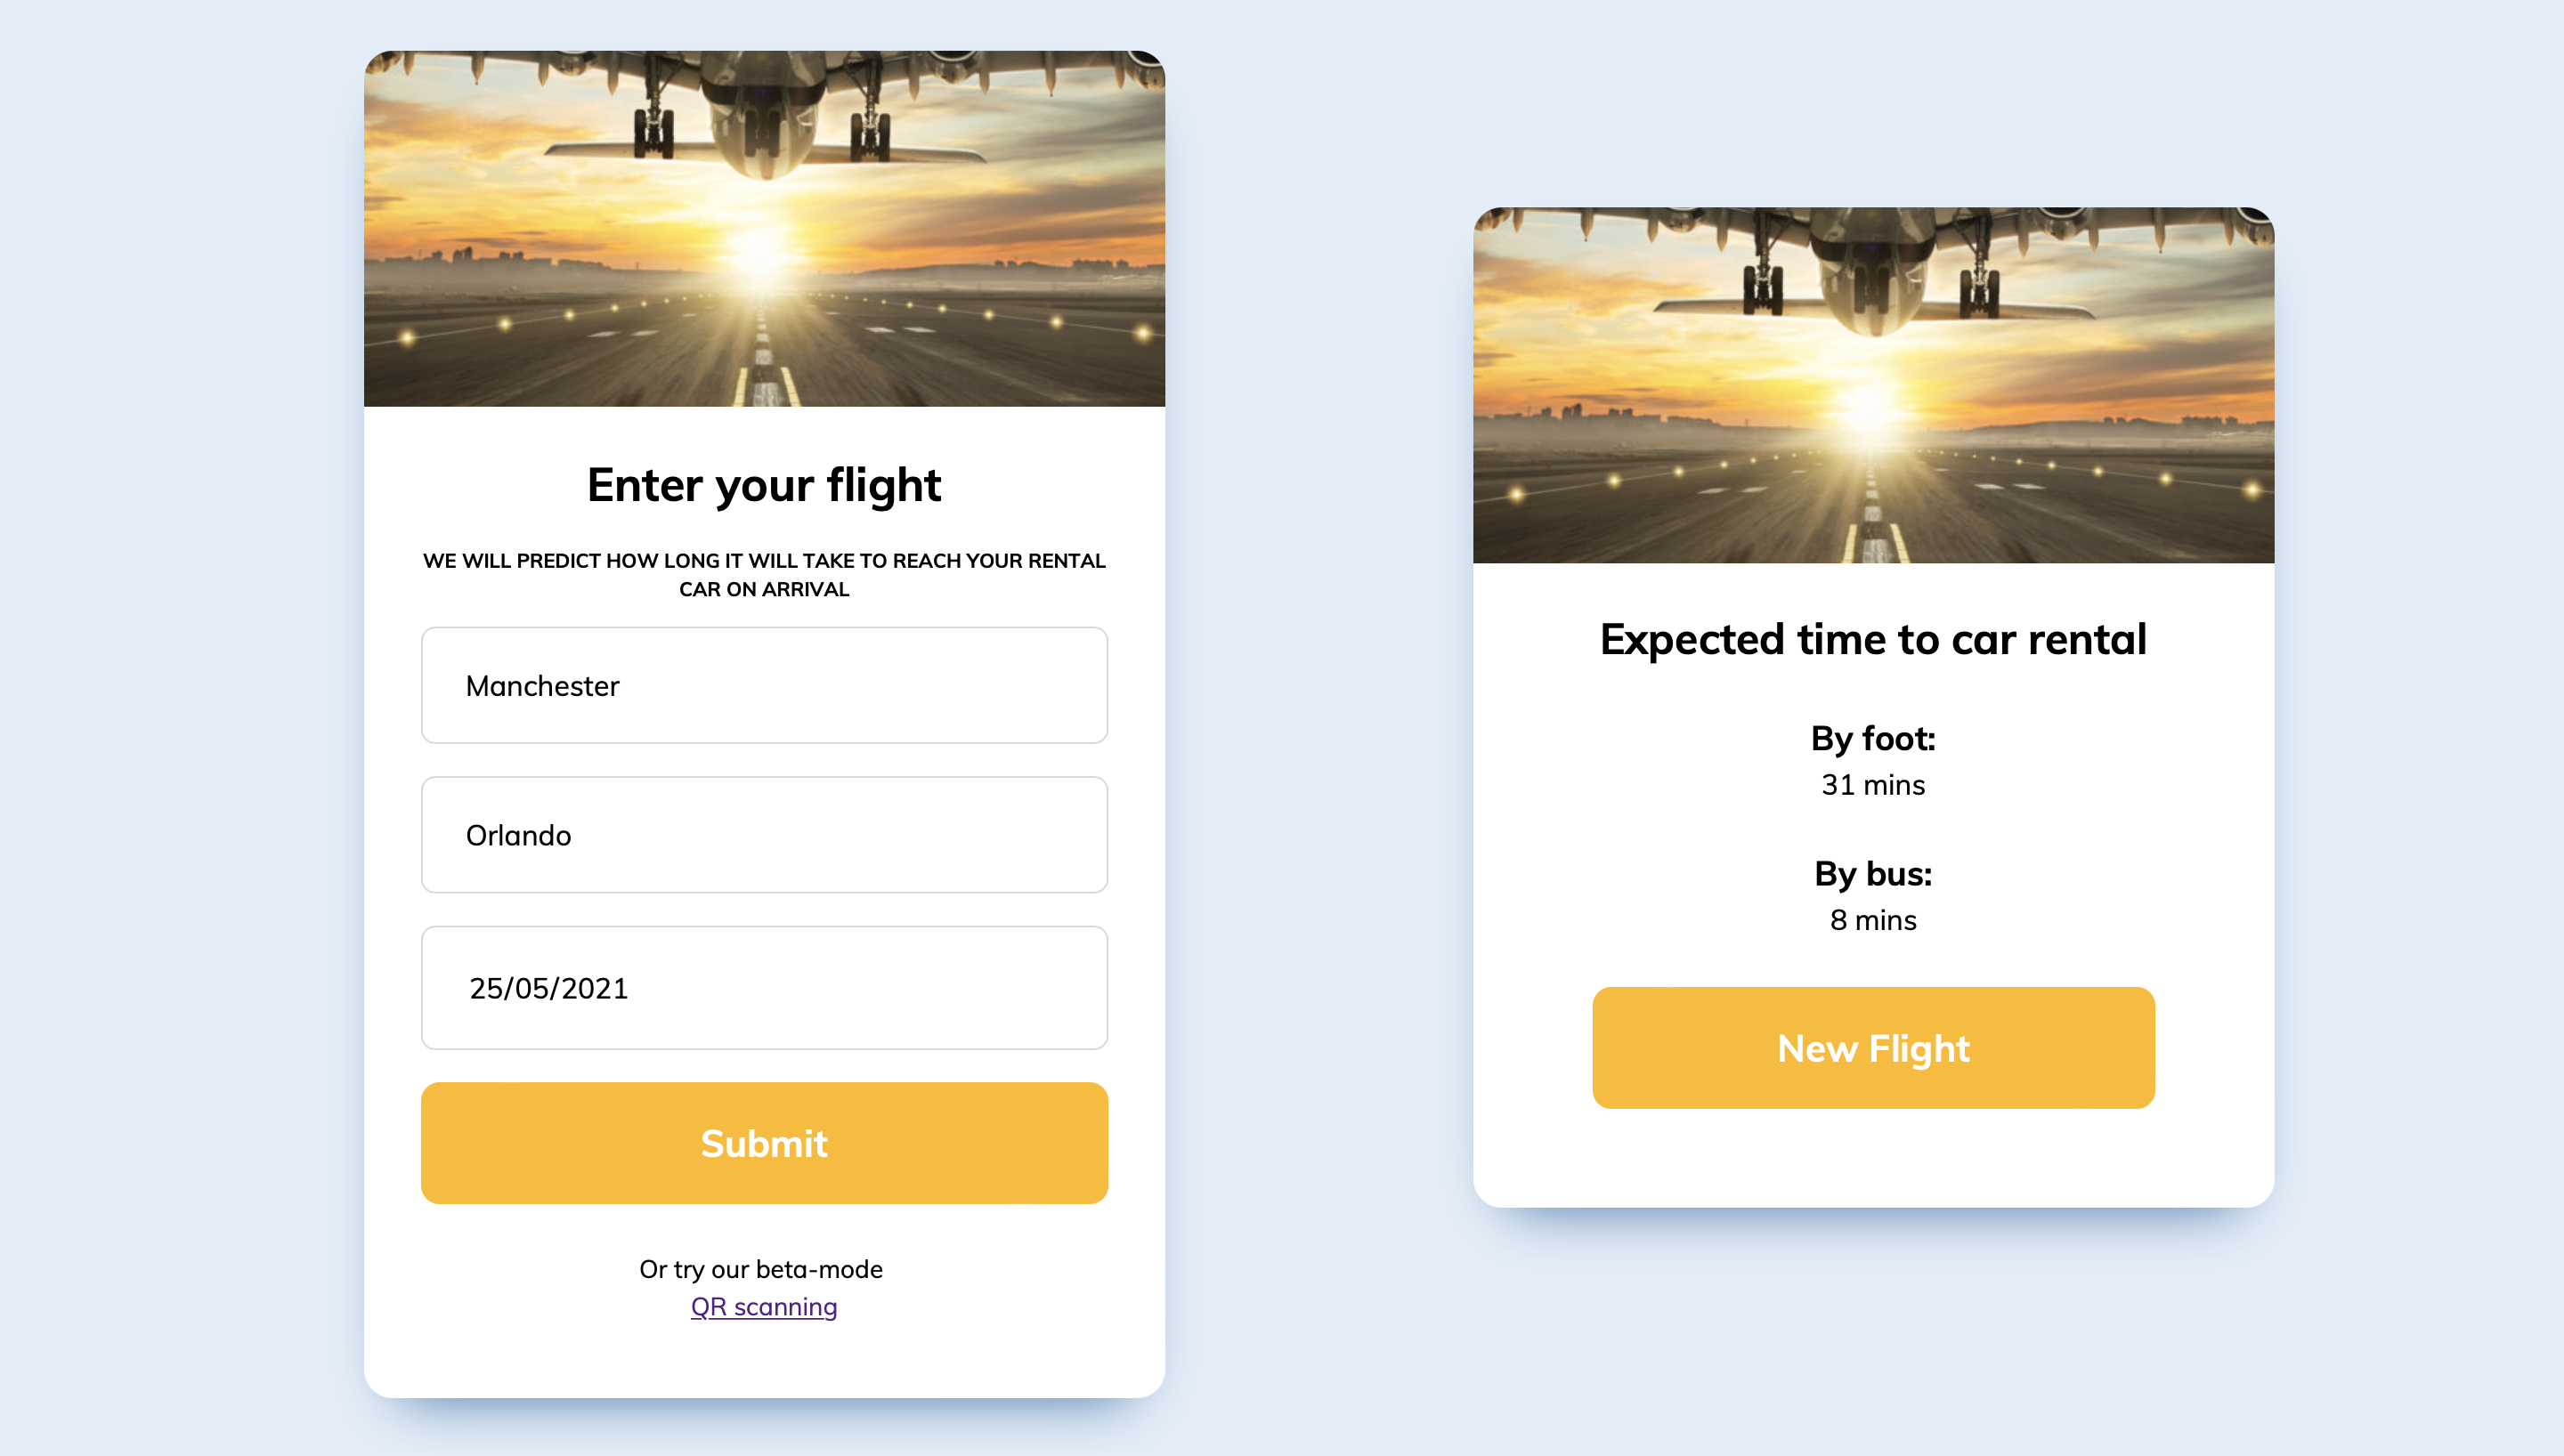 Enter your flight
WE WILL PREDICT HOW LONG IT WILL TAKE TO REACH YOUR RENTAL
CAR ON ARRIVAL
Manchester
Orlando
25/05/2021
Submit
Or try our beta-mode
QR scanning
Expected time to car rental
By foot:
31 mins
By bus:
8 mins
New Flight